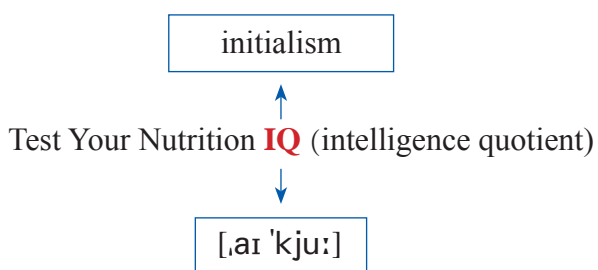 initialism
Test Your Nutrition IQ (intelligence quotient)
[ˌaɪ ˈkjuː]